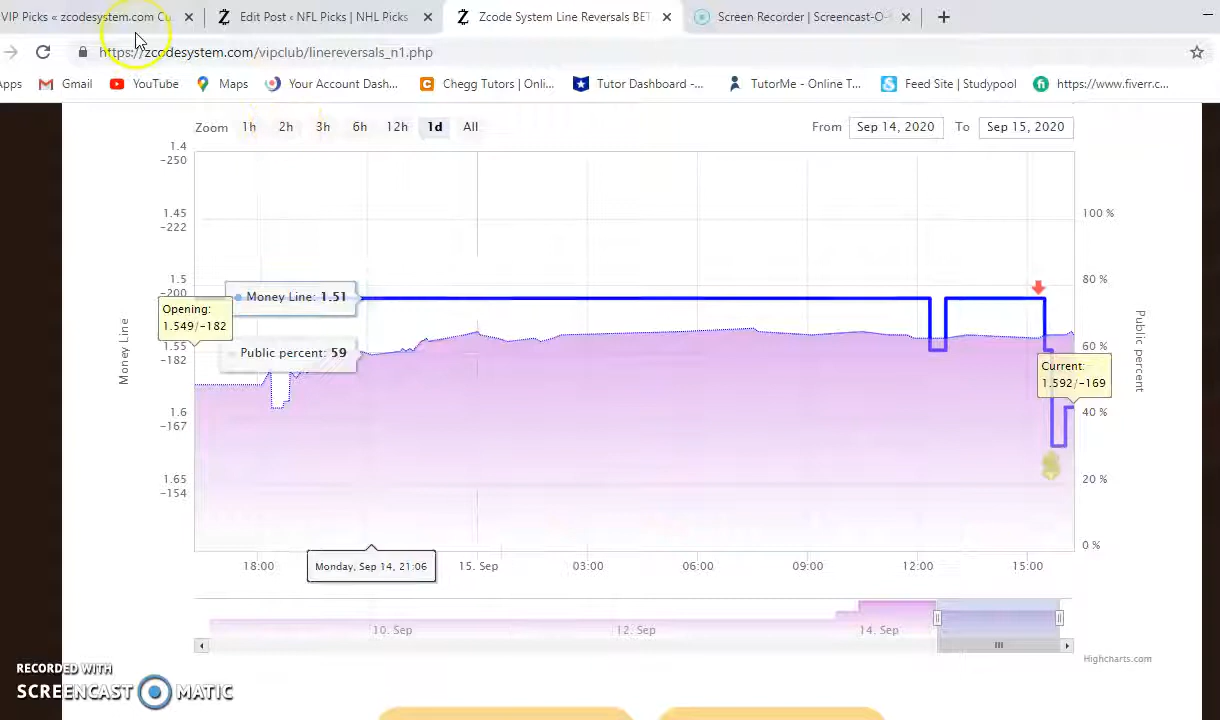 VIP Picks « zcodesystem.com Cu
Edit Post ‹ NFL Picks | NHL Picks
Zcode System Line Reversals BET
Screen Recorder | Screencast-O-
https://zcodesystem.com/vipclub/linereversals_n1.php
Apps
Gmail
YouTube
Maps
Your Account Dash...
Chegg Tutors | Onli...
Tutor Dashboard -...
TutorMe - Online T...
Feed Site | Studypool
https://www.fiverr.c...
Zoom 1h 2h 3h 6h 12h 1d All
From Sep 14, 2020 To Sep 15, 2020
1.4
-250
1.45
-222
100 %
1.5
-200
80 %
Money Line: 1.51
Opening:
1.549/-182
1.55
-182
60 %
Public percent: 59
Money Line
Public percent
Current:
1.592/-169
1.6
-167
40 %
1.65
-154
20 %
0 %
18:00
Monday, Sep 14, 21:06
15. Sep
03:00
06:00
09:00
12:00
15:00
10. Sep
12. Sep
14. Sep
Highcharts.com
RECORDED WITH
SCREENCAST MATIC